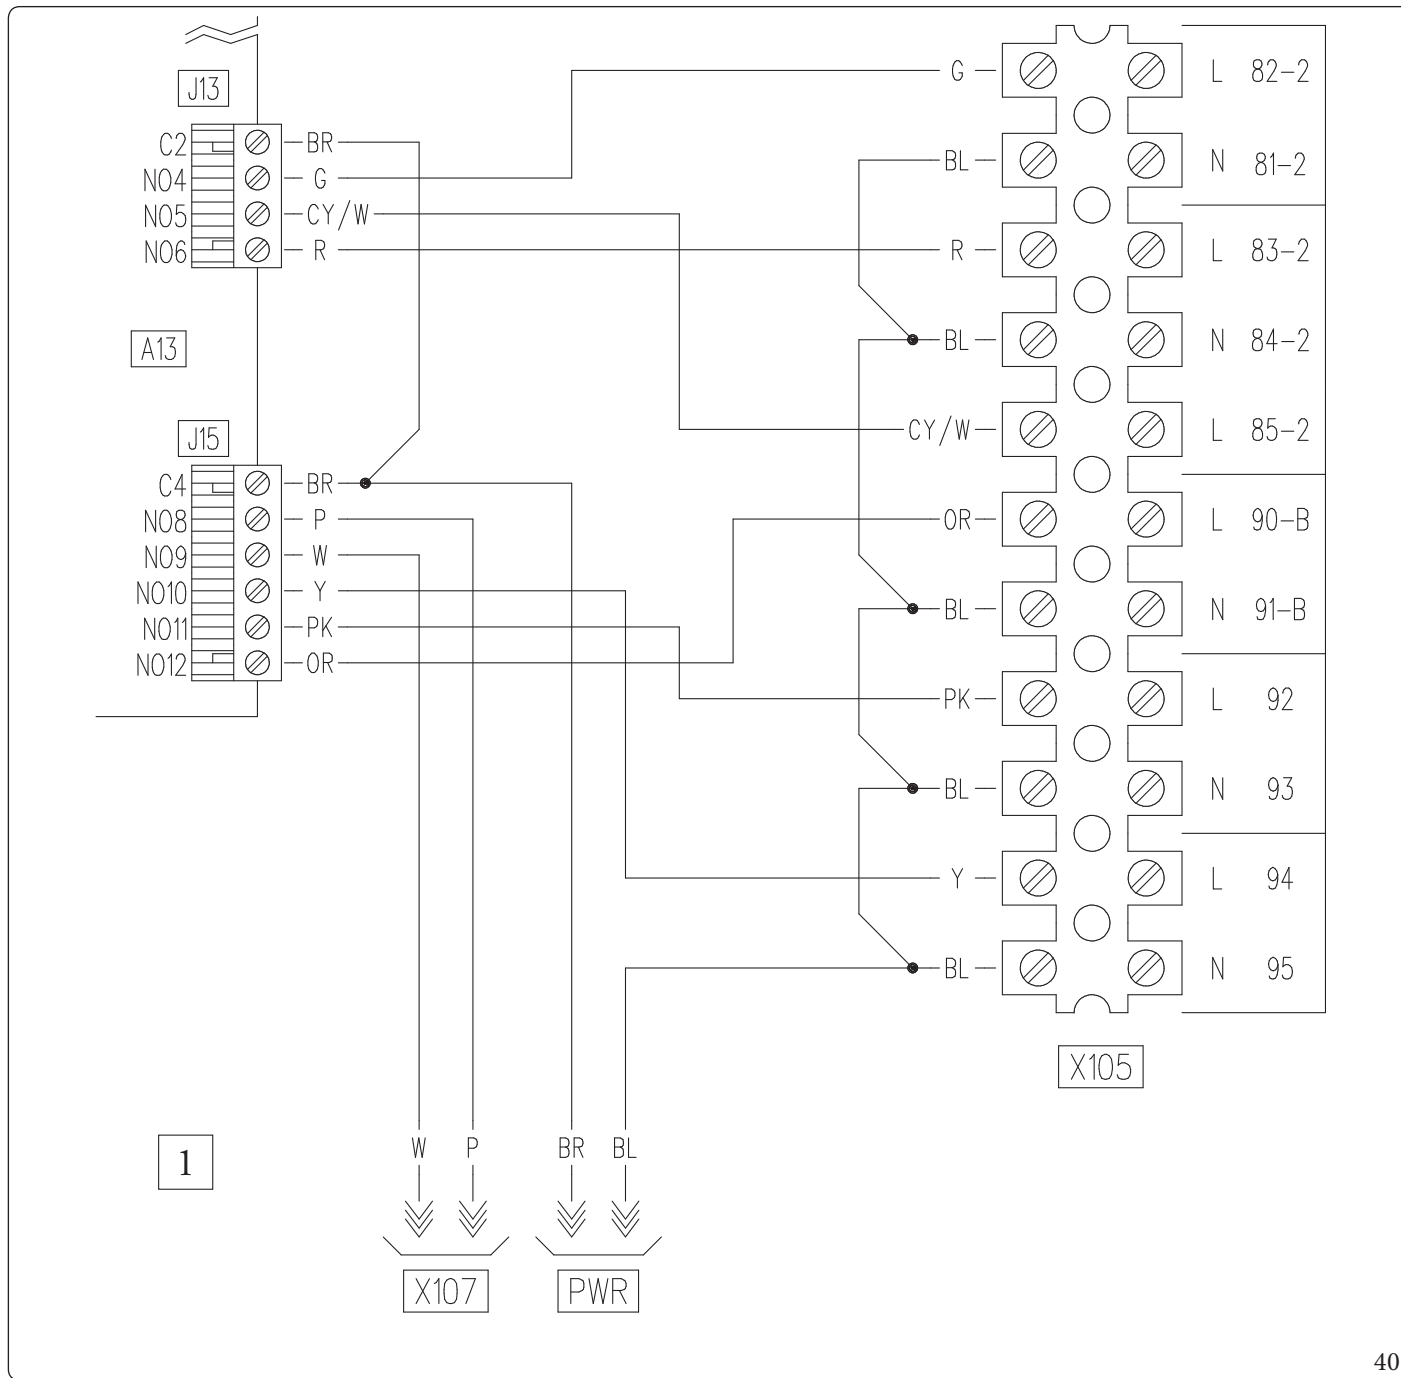 J13
C2 BR
NO4 G
NO5 CY/W
NO6 R
A13
J15
C4 BR
NO8 P
NO9 W
NO10 Y
NO11 PK
NO12 OR
G L 82-2
BL N 81-2
R L 83-2
BL N 84-2
CY/W L 85-2
OR L 90-B
BL N 91-B
PK L 92
BL N 93
Y L 94
BL N 95
X105
1
W P BR BL
X107 PWR
40